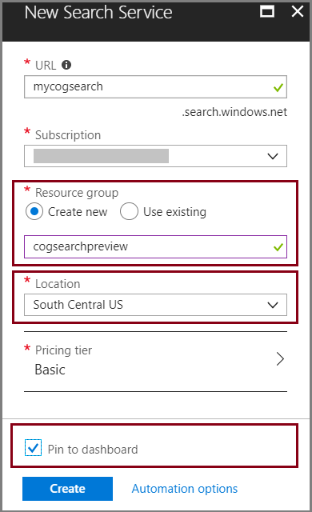 New Search Service
* URL
mycogsearch
.search.windows.net
* Subscription
* Resource group
Create new Use existing
cogsearchpreview
* Location
South Central US
* Pricing tier
Basic
Pin to dashboard
Create Automation options